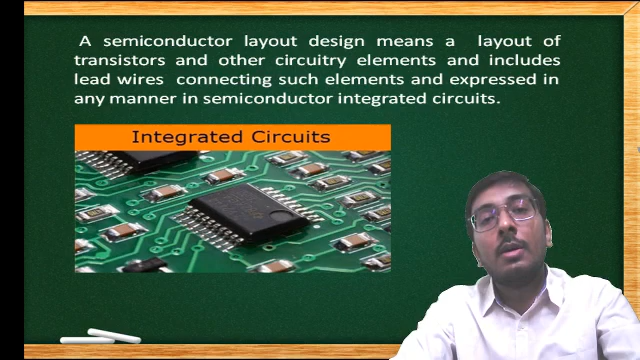 A semiconductor layout design means a layout of
transistors and other circuitry elements and includes
lead wires connecting such elements and expressed in
any manner in semiconductor integrated circuits.
Integrated Circuits